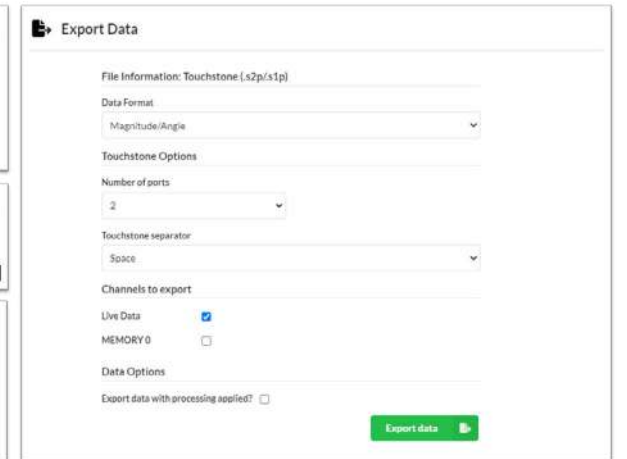 Export Data
File Information: Touchstone (.s2p/.s1p)
Data Format
Magnitude/Angle
Touchstone Options
Number of ports
2
Touchstone separator
Space
Channels to export
Live Data
MEMORY 0
Data Options
Export data with processing applied?
Export data